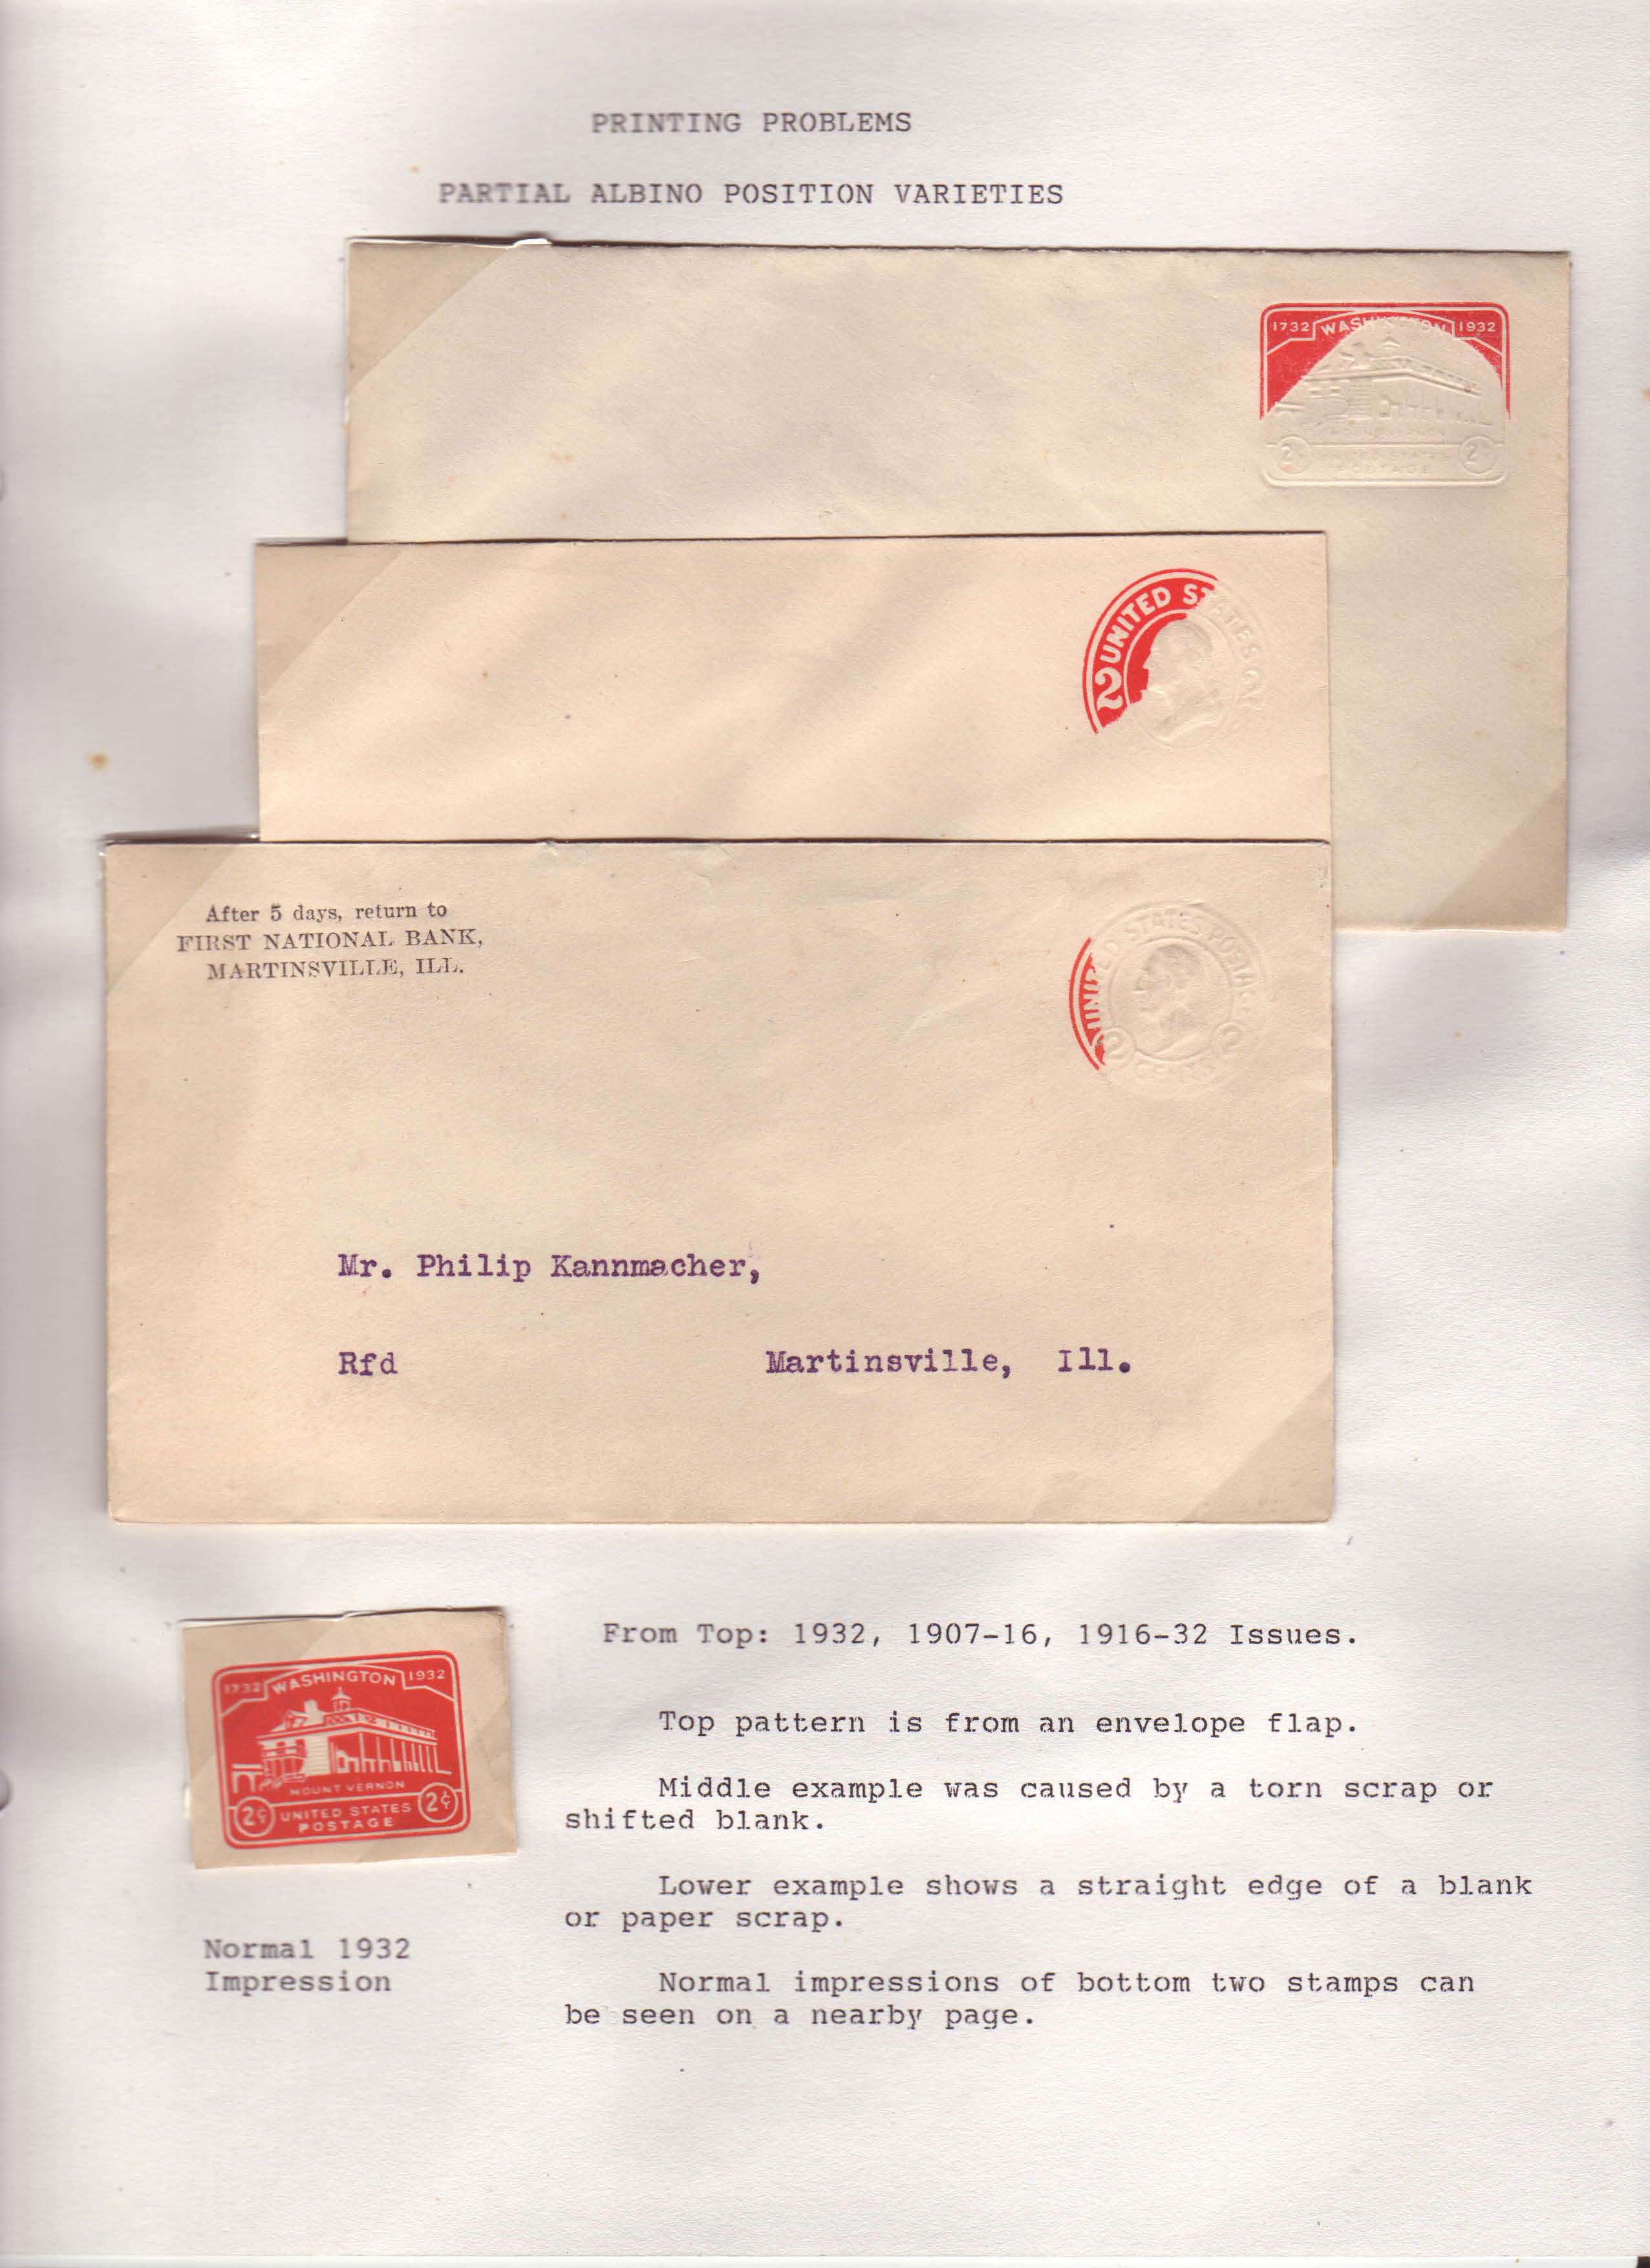 PRINTING PROBLEMS
PARTIAL ALBINO POSITION VARIETIES
1732 WASHINGTON 1932
2¢ UNITED STATES 2¢
POSTAGE
2 UNITED STATES 2
After 5 days, return to
FIRST NATIONAL BANK,
MARTINSVILLE, ILL.
UNITED STATES POSTAGE
2 CENTS 2
Mr. Philip Kannmacher,
Rfd Martinsville, Ill.
1732 WASHINGTON 1932
MOUNT VERNON
2¢ UNITED STATES 2¢
POSTAGE
Normal 1932
Impression
From Top: 1932, 1907-16, 1916-32 Issues.
Top pattern is from an envelope flap.
Middle example was caused by a torn scrap or
shifted blank.
Lower example shows a straight edge of a blank
or paper scrap.
Normal impressions of bottom two stamps can
be seen on a nearby page.